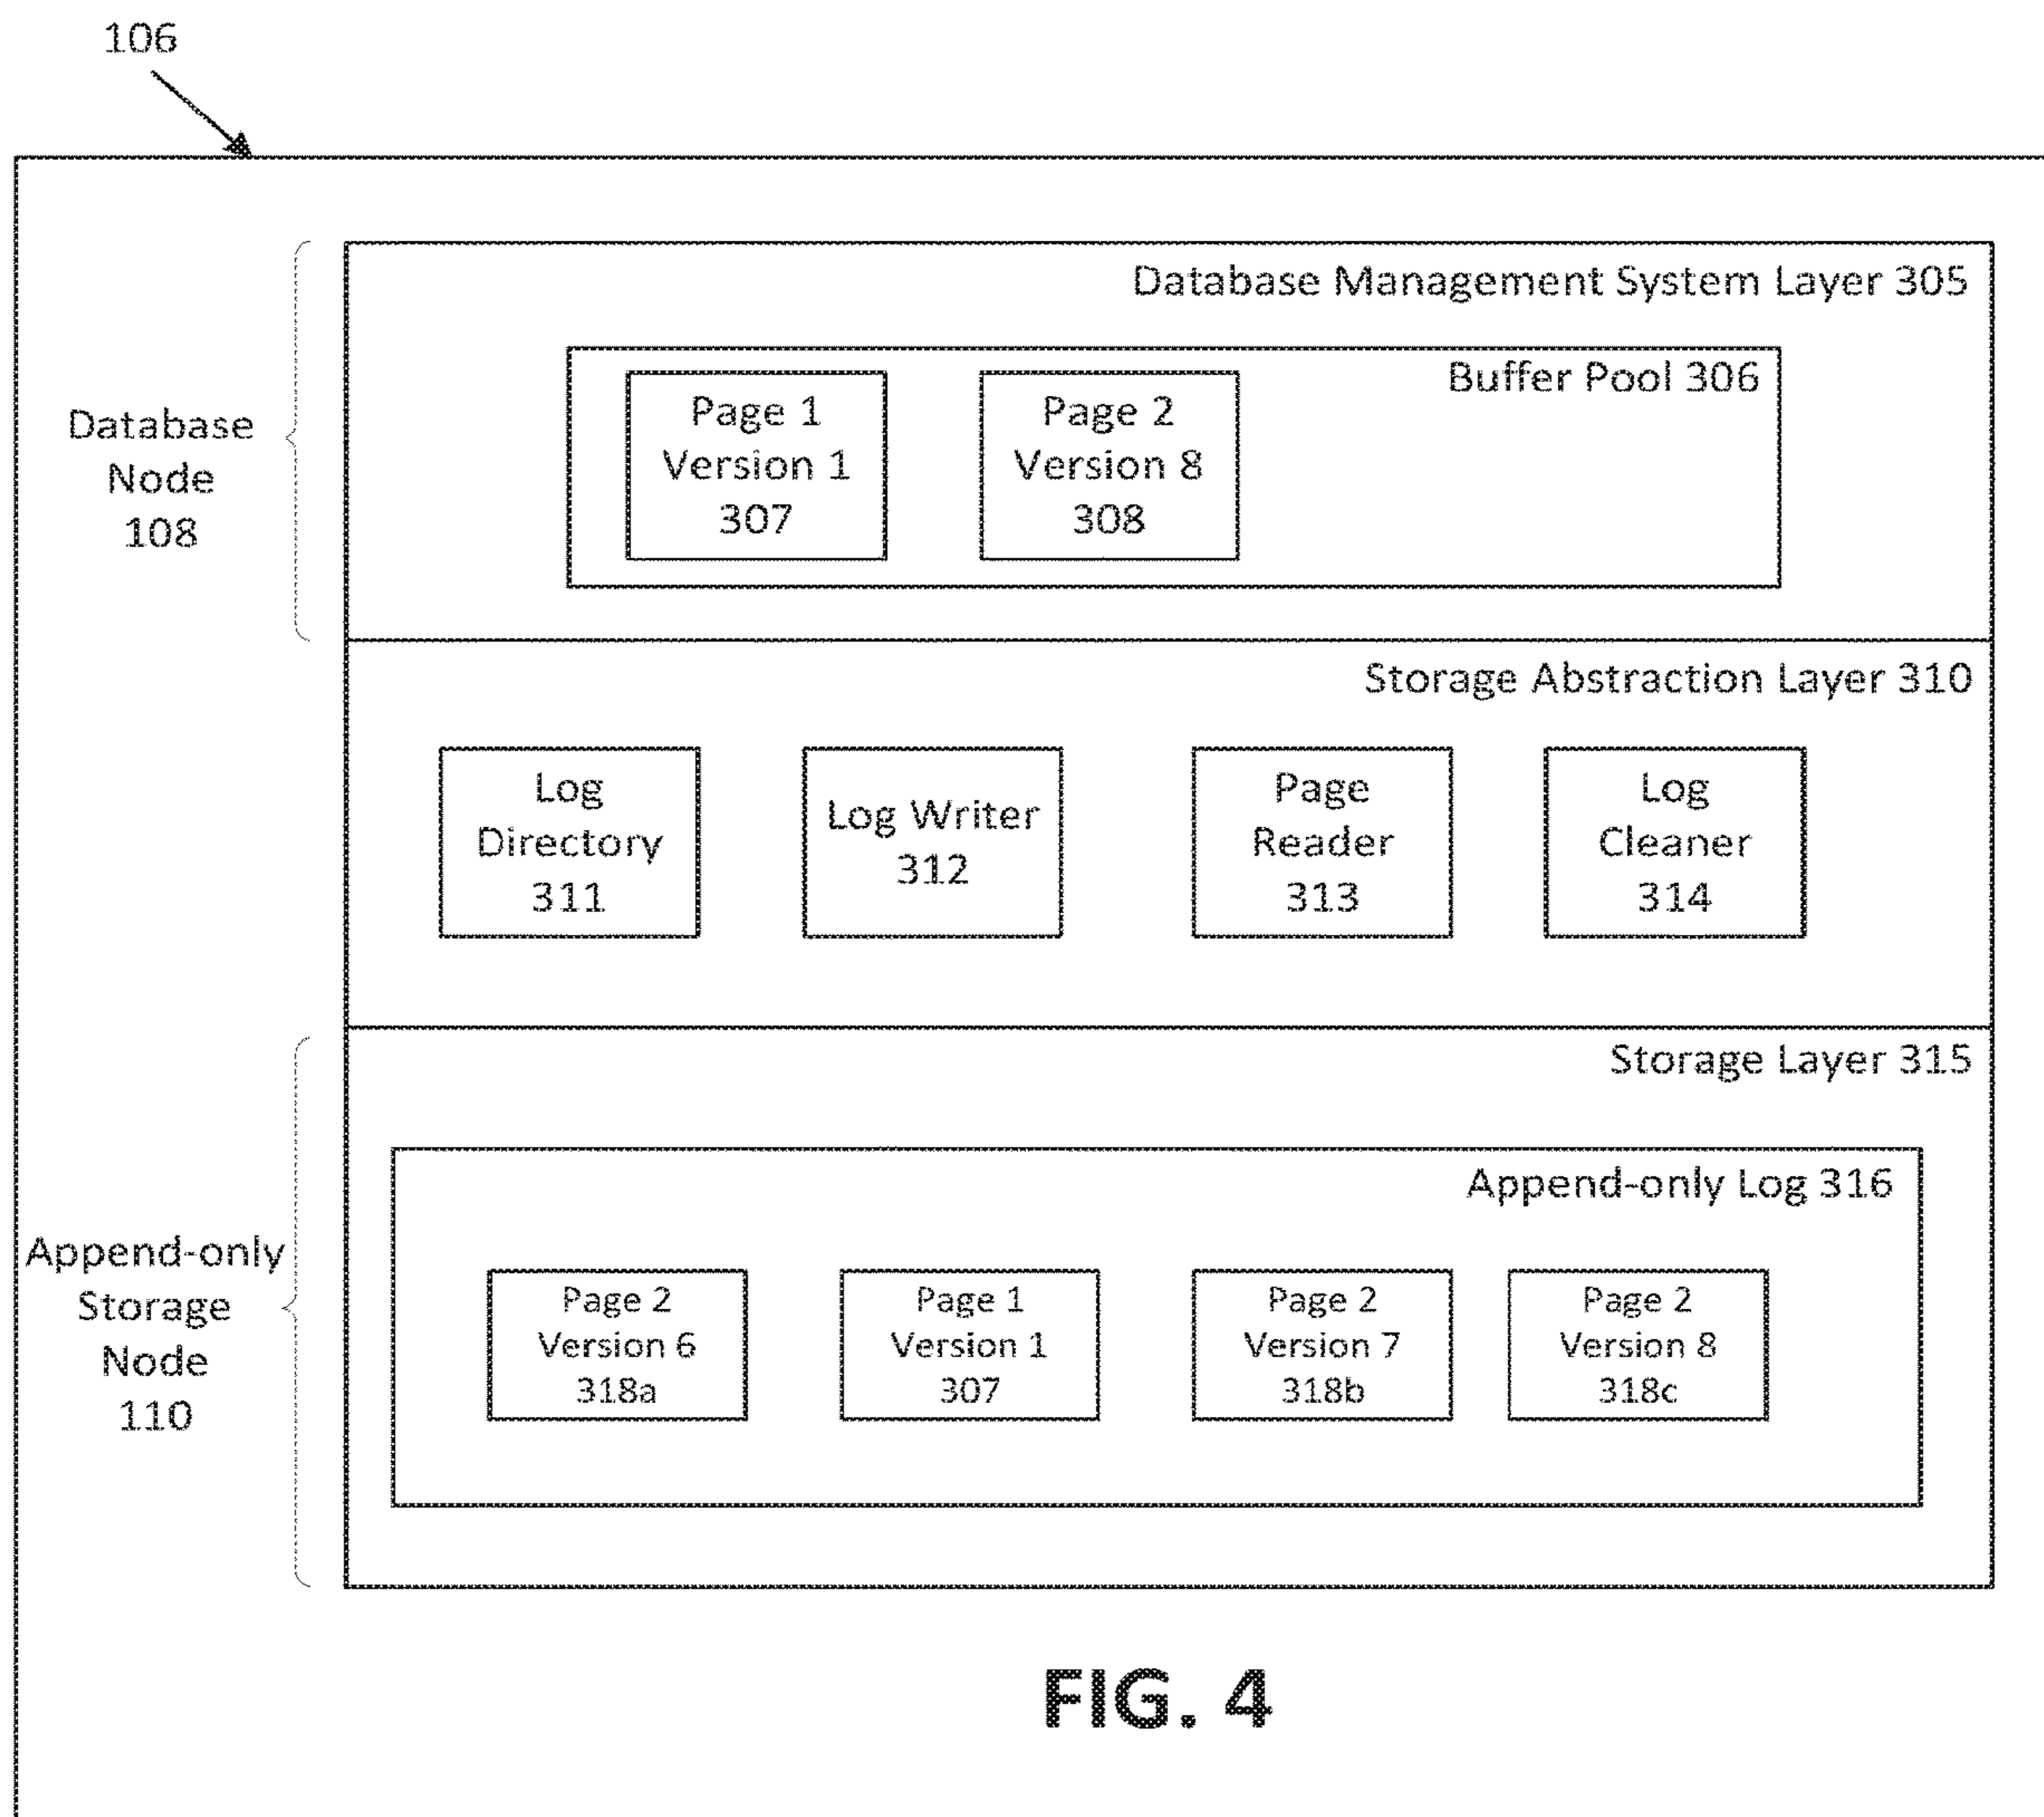 106
Database Management System Layer 305
Buffer Pool 306
Page 1
Version 1
307
Page 2
Version 8
308
Database
Node
108
Storage Abstraction Layer 310
Log
Directory
311
Log Writer
312
Page
Reader
313
Log
Cleaner
314
Storage Layer 315
Append-only Log 316
Append-only
Storage
Node
110
Page 2
Version 6
318a
Page 1
Version 1
307
Page 2
Version 7
318b
Page 2
Version 8
318c
FIG. 4